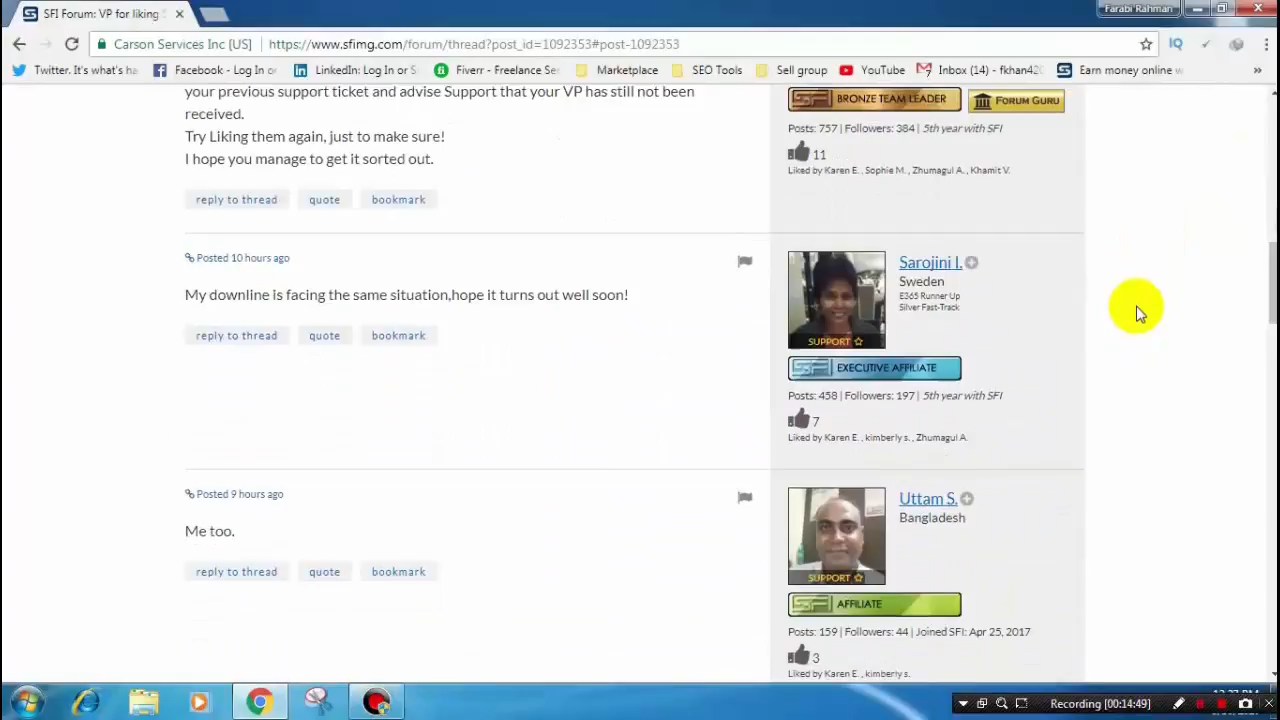 SFI Forum: VP for liking
Farabi Rahman
Carson Services Inc [US]
https://www.sfimg.com/forum/thread?post_id=1092353#post-1092353
Twitter. It's what's ha
Facebook - Log In or
LinkedIn: Log In or S
Fiverr - Freelance Ser
Marketplace
SEO Tools
Sell group
YouTube
Inbox (14) - fkhan42
Earn money online w
»
your previous support ticket and advise Support that your VP has still not been
received.
Try Liking them again, just to make sure!
I hope you manage to get it sorted out.
reply to thread
quote
bookmark
SFI BRONZE TEAM LEADER
FORUM GURU
Posts: 757 | Followers: 384 | 5th year with SFI
11
Liked by Karen E. , Sophie M. , Zhumagul A. , Khamit V.
Posted 10 hours ago
My downline is facing the same situation,hope it turns out well soon!
reply to thread
quote
bookmark
SUPPORT
Sarojini I.
Sweden
E365 Runner Up
Silver Fast-Track
SFI EXECUTIVE AFFILIATE
Posts: 458 | Followers: 197 | 5th year with SFI
7
Liked by Karen E. , kimberly s. , Zhumagul A.
Posted 9 hours ago
Me too.
reply to thread
quote
bookmark
SUPPORT
Uttam S.
Bangladesh
SFI AFFILIATE
Posts: 159 | Followers: 44 | Joined SFI: Apr 25, 2017
3
Liked by Karen E. , kimberly s.
Recording [00:14:49]